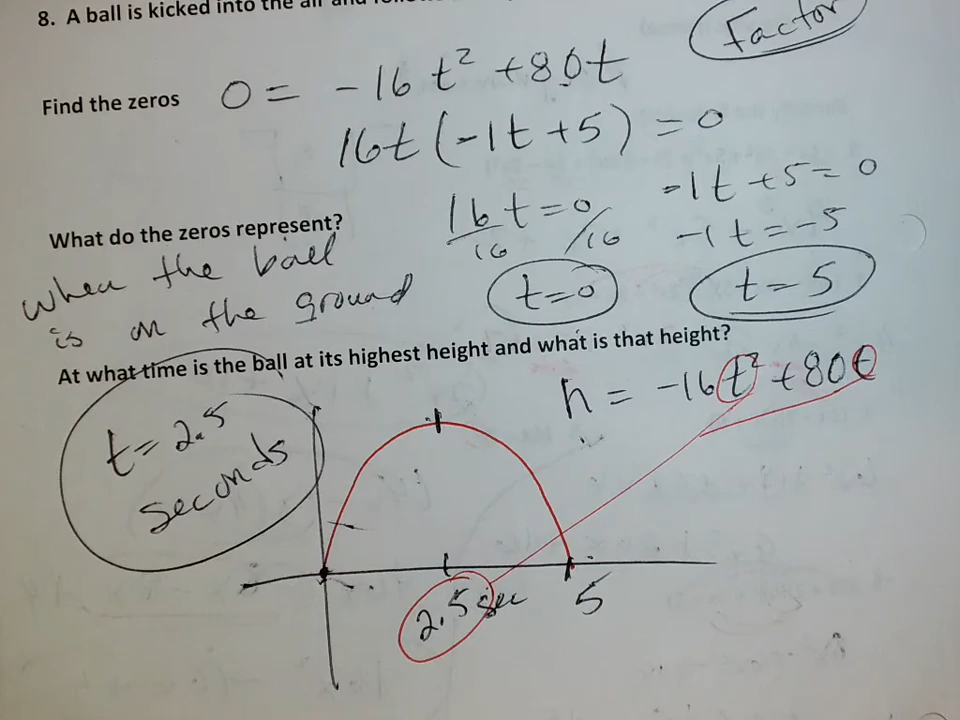 8. A ball is kicked into the air and
Factor
Find the zeros 0 = -16t² +80t
16t(-1t+5) = 0
16t=0 -1t+5=0
16 /16 -1t=-5
What do the zeros represent?
When the ball
is on the ground
t=0 t=5
At what time is the ball at its highest height and what is that height?
h = -16t² +80t
t= 2.5
seconds
2.5 sec 5